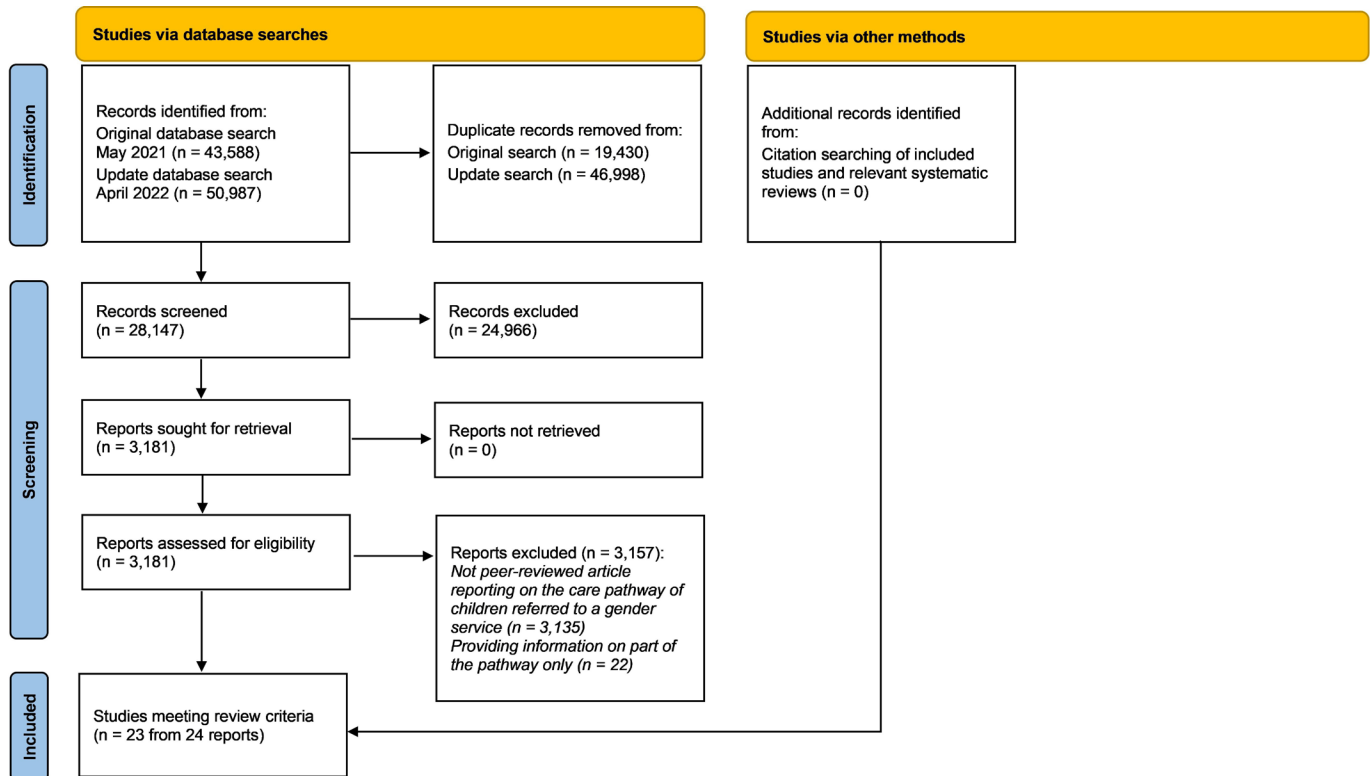 Studies via database searches
Studies via other methods
Identification
Records identified from:
Original database search
May 2021 (n = 43,588)
Update database search
April 2022 (n = 50,987)
Duplicate records removed from:
Original search (n = 19,430)
Update search (n = 46,998)
Additional records identified
from:
Citation searching of included
studies and relevant systematic
reviews (n = 0)
Screening
Records screened
(n = 28,147)
Records excluded
(n = 24,966)
Reports sought for retrieval
(n = 3,181)
Reports not retrieved
(n = 0)
Reports assessed for eligibility
(n = 3,181)
Reports excluded (n = 3,157):
Not peer-reviewed article
reporting on the care pathway of
children referred to a gender
service (n = 3,135)
Providing information on part of
the pathway only (n = 22)
Included
Studies meeting review criteria
(n = 23 from 24 reports)